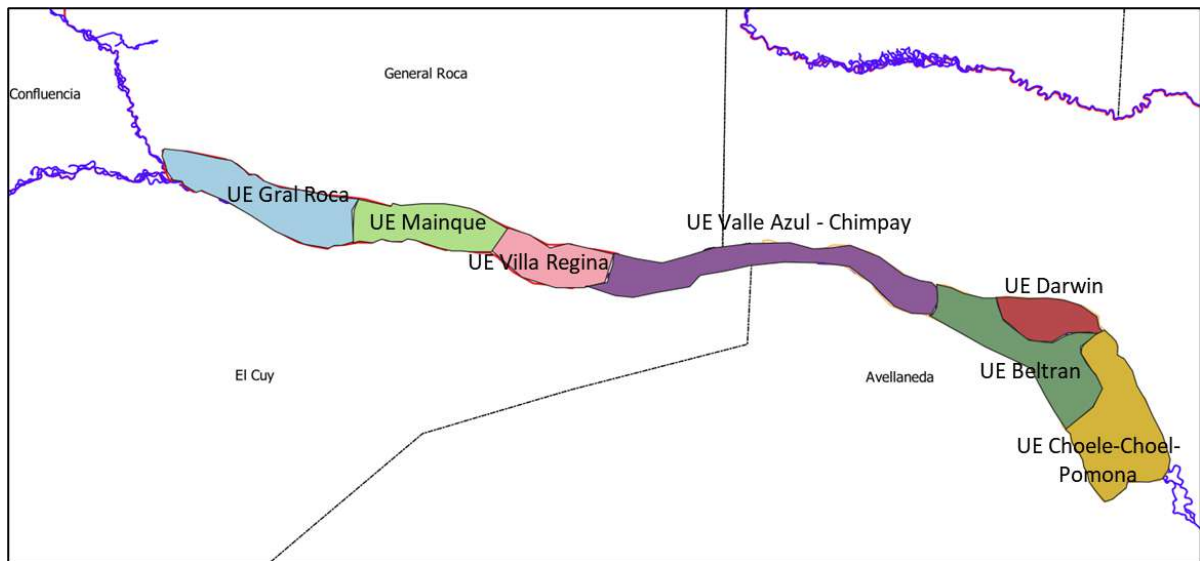 General Roca
Confluencia
UE Gral Roca
UE Mainque
UE Valle Azul - Chimpay
UE Villa Regina
UE Darwin
El Cuy
Avellaneda
UE Beltran
UE Choele-Choel-
Pomona